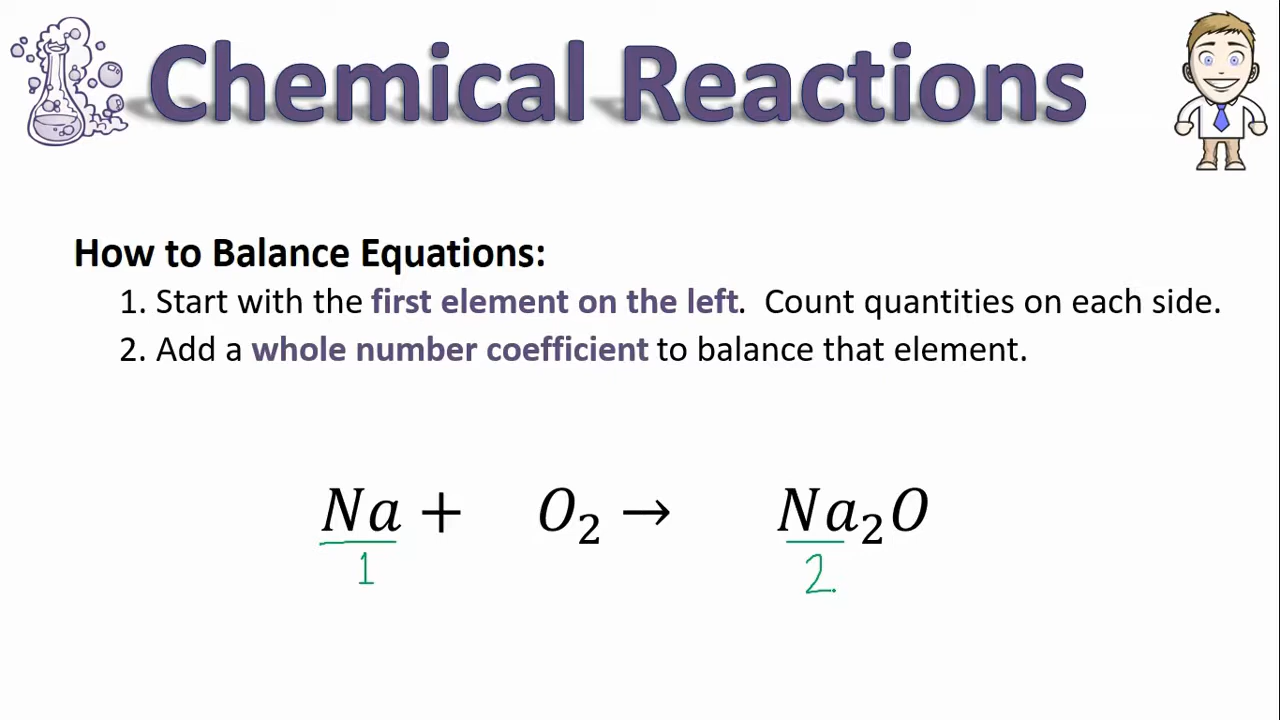 Chemical Reactions
How to Balance Equations:
1. Start with the first element on the left. Count quantities on each side.
2. Add a whole number coefficient to balance that element.
Na + O₂ → Na₂O
1 2.